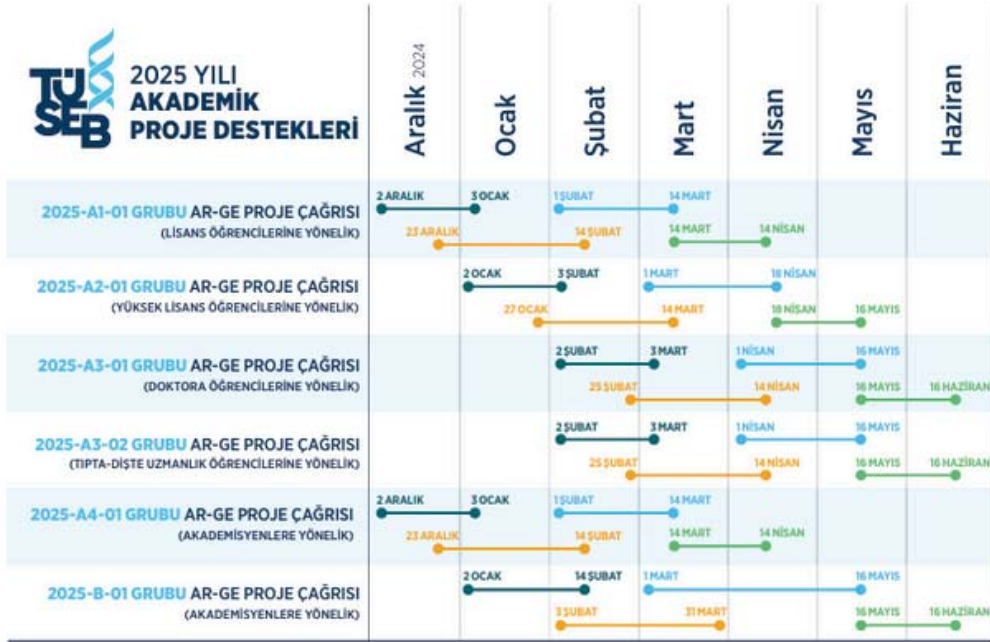 TÜSEB
2025 YILI
AKADEMİK
PROJE DESTEKLERİ
Aralık 2024
Ocak
Şubat
Mart
Nisan
Mayıs
Haziran
2025-A1-01 GRUBU AR-GE PROJE ÇAĞRISI
(LİSANS ÖĞRENCİLERİNE YÖNELİK)
2 ARALIK 3 OCAK 1 ŞUBAT 14 MART
23 ARALIK 14 ŞUBAT 14 MART 14 NİSAN
2025-A2-01 GRUBU AR-GE PROJE ÇAĞRISI
(YÜKSEK LİSANS ÖĞRENCİLERİNE YÖNELİK)
2 OCAK 3 ŞUBAT 1 MART 18 NİSAN
27 OCAK 14 MART 18 NİSAN 16 MAYIS
2025-A3-01 GRUBU AR-GE PROJE ÇAĞRISI
(DOKTORA ÖĞRENCİLERİNE YÖNELİK)
2 ŞUBAT 3 MART 1 NİSAN 16 MAYIS
25 ŞUBAT 14 NİSAN 16 MAYIS 16 HAZİRAN
2025-A3-02 GRUBU AR-GE PROJE ÇAĞRISI
(TIPTA-DİŞTE UZMANLIK ÖĞRENCİLERİNE YÖNELİK)
2 ŞUBAT 3 MART 1 NİSAN 16 MAYIS
25 ŞUBAT 14 NİSAN 16 MAYIS 16 HAZİRAN
2025-A4-01 GRUBU AR-GE PROJE ÇAĞRISI
(AKADEMİSYENLERE YÖNELİK)
2 ARALIK 3 OCAK 1 ŞUBAT 14 MART
23 ARALIK 14 ŞUBAT 14 MART 14 NİSAN
2025-B-01 GRUBU AR-GE PROJE ÇAĞRISI
(AKADEMİSYENLERE YÖNELİK)
2 OCAK 14 ŞUBAT 1 MART 16 MAYIS
3 ŞUBAT 31 MART 16 MAYIS 16 HAZİRAN